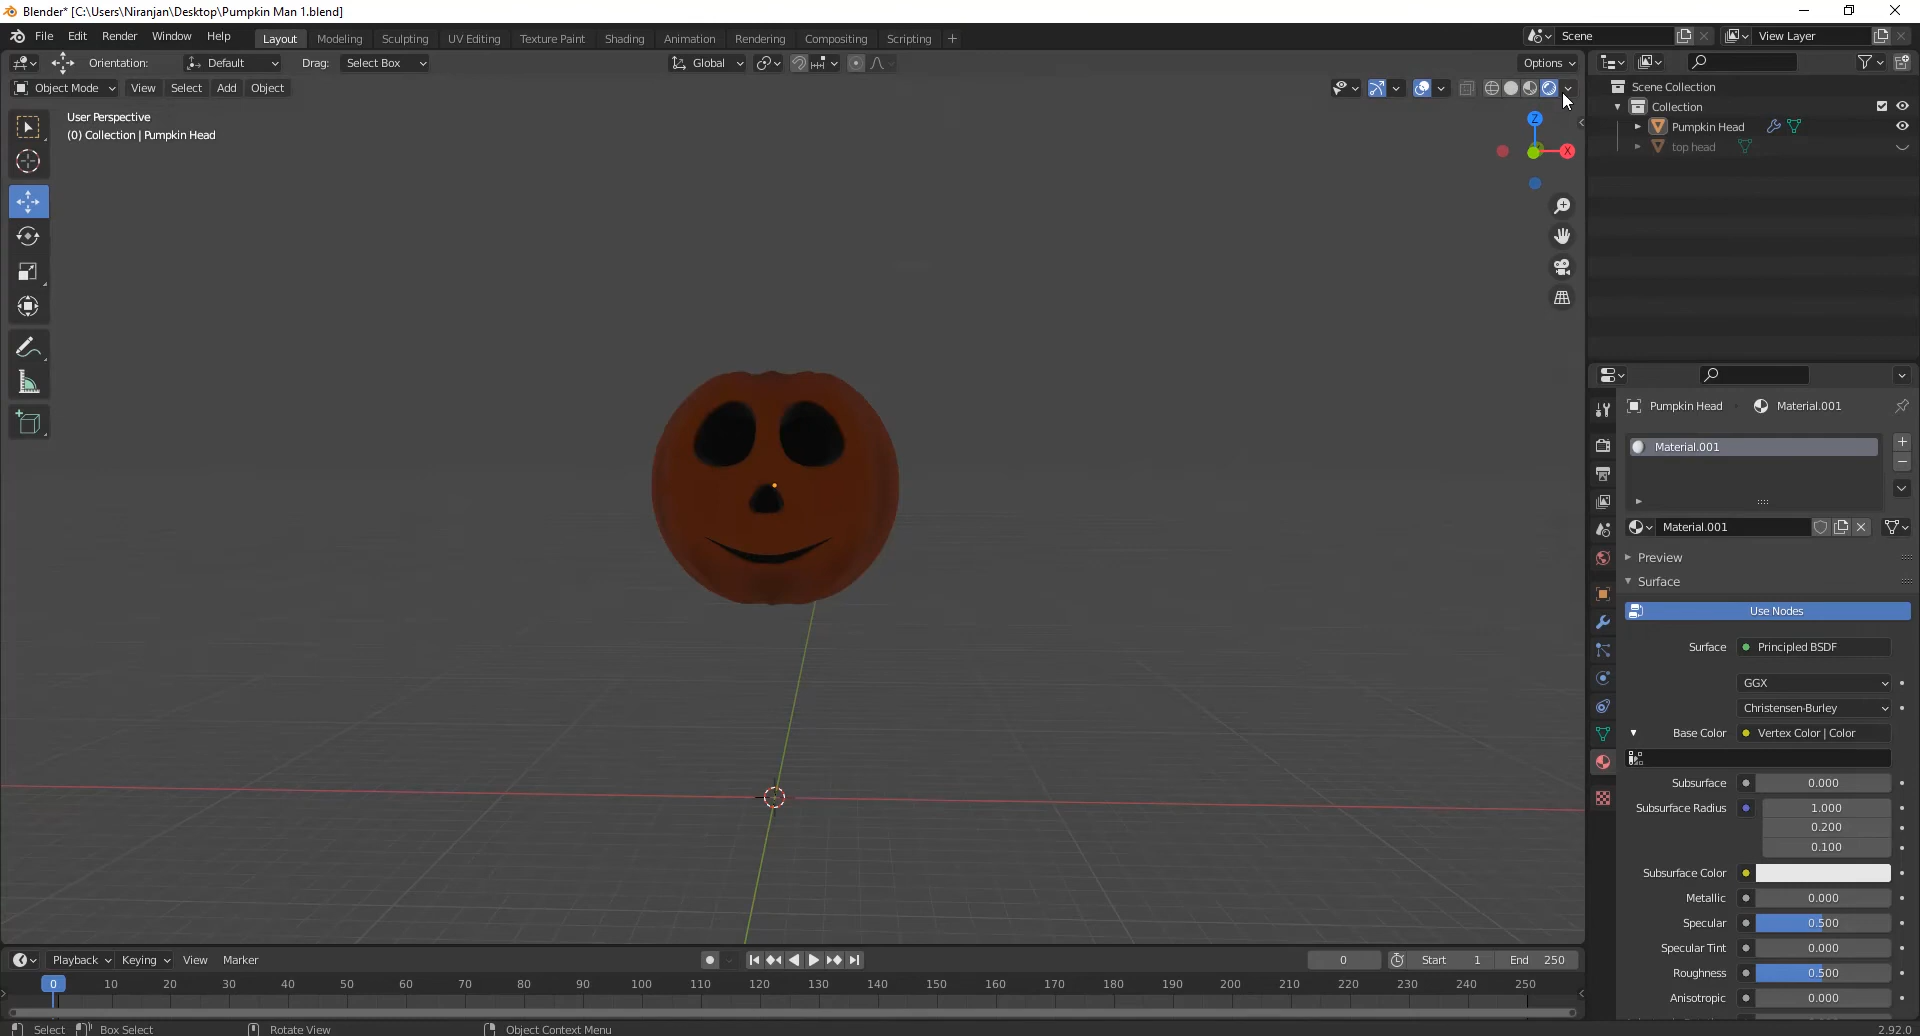 Blender* [C:\Users\Niranjan\Desktop\Pumpkin Man 1.blend]
File Edit Render Window Help Layout Modeling Sculpting UV Editing Texture Paint Shading Animation Rendering Compositing Scripting + Scene View Layer
Orientation: Default Drag: Select Box Global Options
Object Mode View Select Add Object
User Perspective
(0) Collection | Pumpkin Head
Z
X
Scene Collection
Collection
Pumpkin Head
top head
Pumpkin Head Material.001
Material.001
Material.001
Preview
Surface
Use Nodes
Surface Principled BSDF
GGX
Christensen-Burley
Base Color Vertex Color | Color
Subsurface 0.000
Subsurface Radius 1.000
0.200
0.100
Subsurface Color
Metallic 0.000
Specular 0.500
Specular Tint 0.000
Roughness 0.500
Anisotropic 0.000
Playback Keying View Marker 0 Start 1 End 250
0 10 20 30 40 50 60 70 80 90 100 110 120 130 140 150 160 170 180 190 200 210 220 230 240 250
Select Box Select Rotate View Object Context Menu 2.92.0